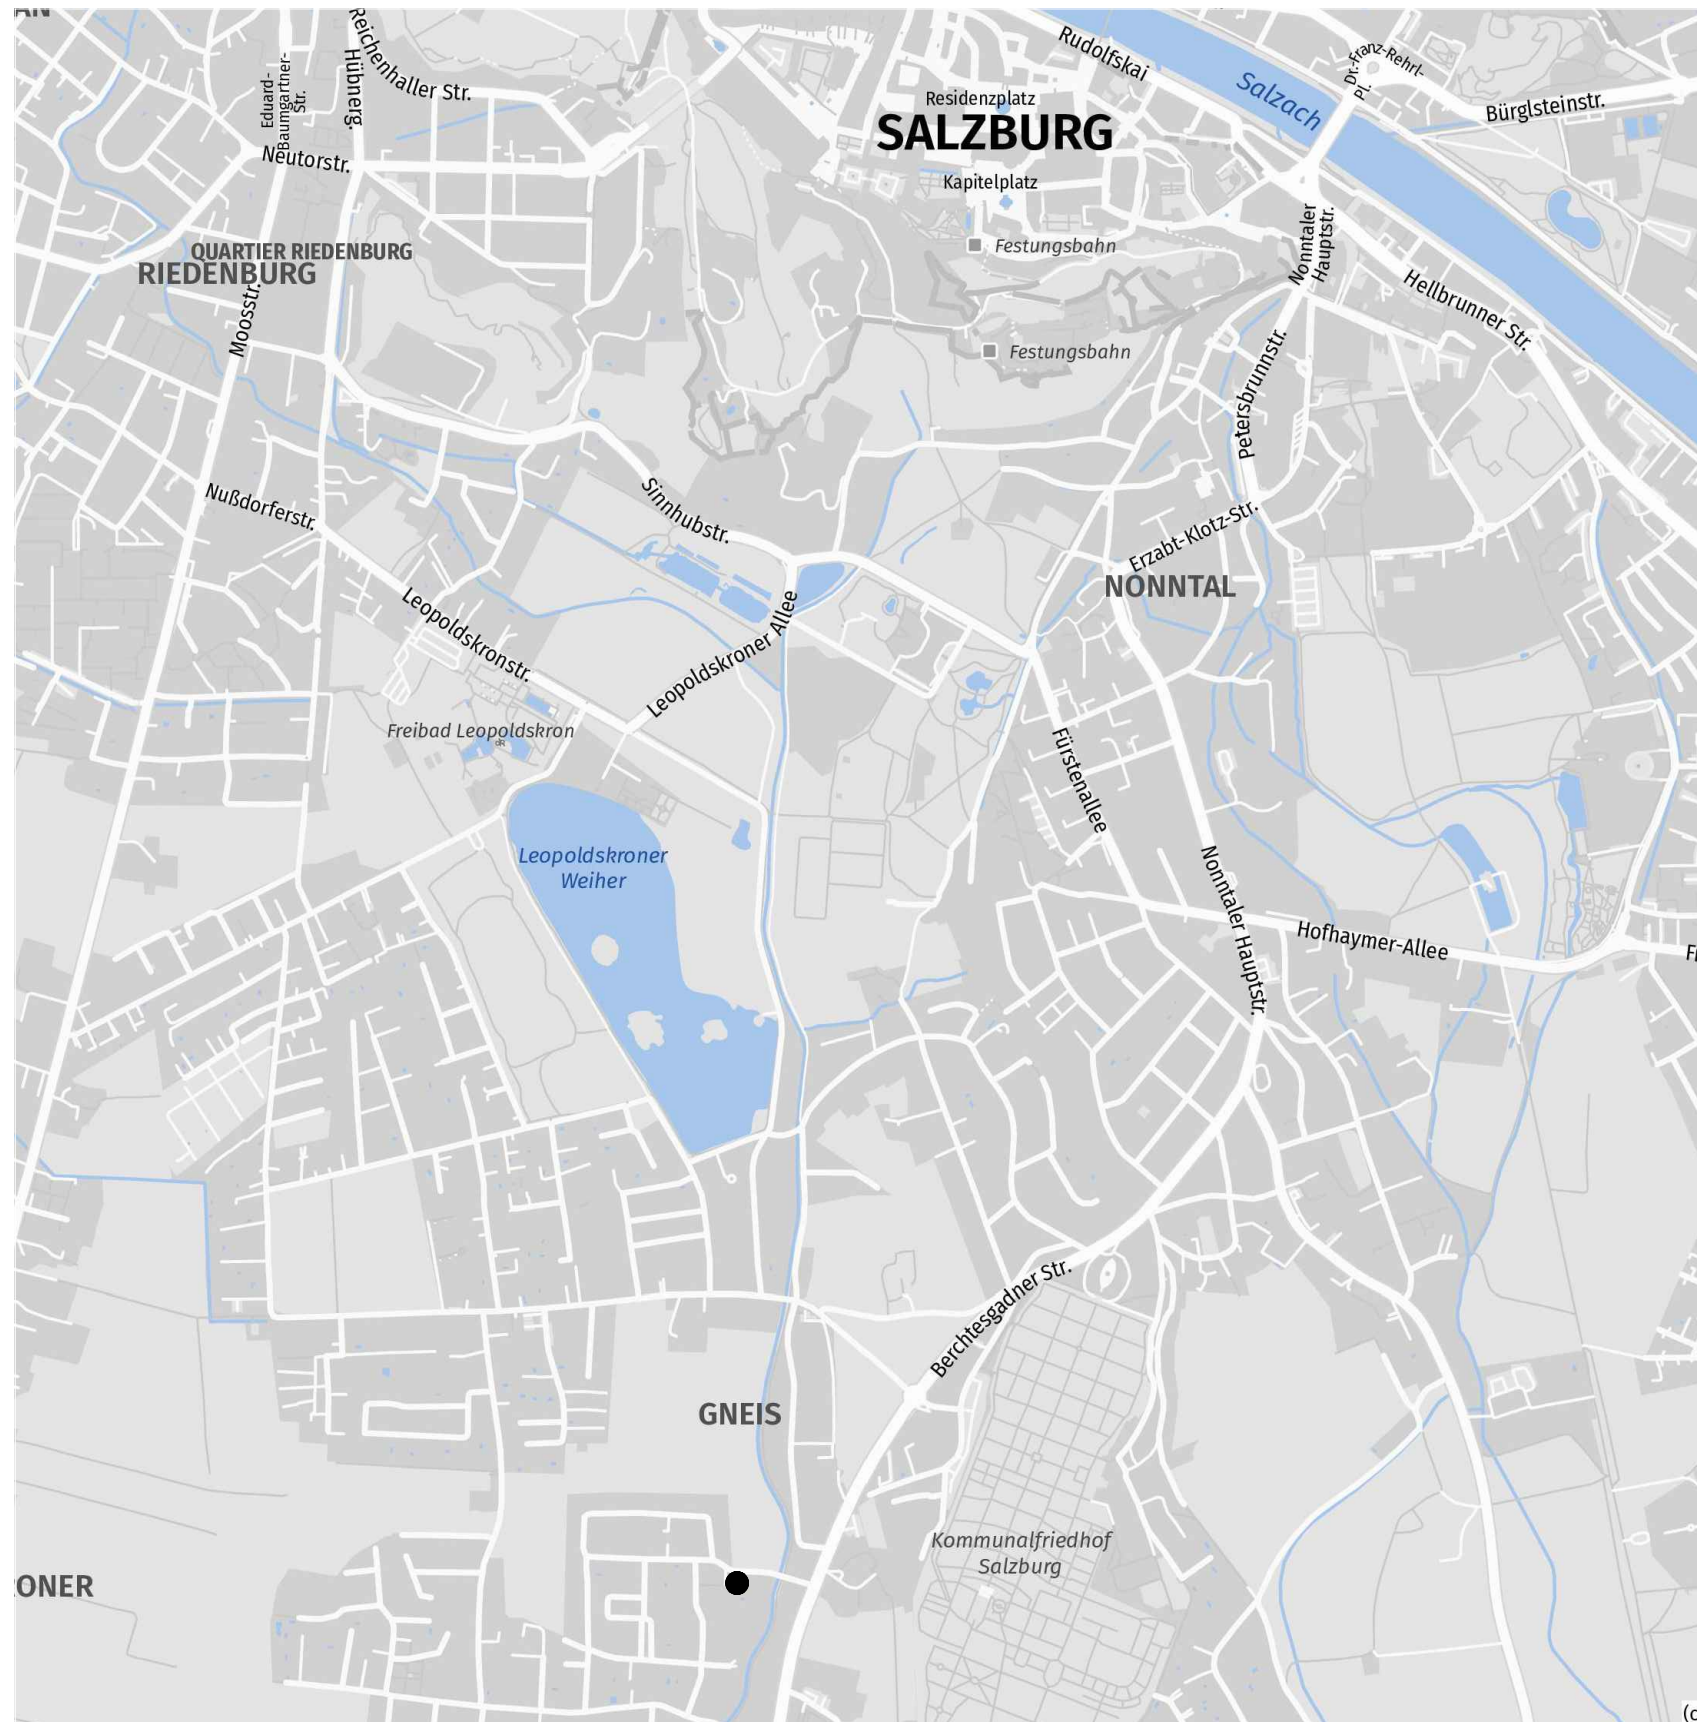 Reichenhaller Str.
Hübnerg.
Eduard-
Baumgartner-
Str.
Neutorstr.
Rudolfskai
Salzach
Pl. Dr.-Franz-Rehrl-
Bürglsteinstr.
Residenzplatz
SALZBURG
Kapitelplatz
Festungsbahn
Festungsbahn
Nonntaler
Hauptstr.
Hellbrunner Str.
QUARTIER RIEDENBURG
RIEDENBURG
Moosstr.
Petersbrunnstr.
Nußdorferstr.
Sinnhubstr.
Erzabt-Klotz-Str.
NONNTAL
Leopoldskronstr.
Leopoldskroner Allee
Freibad Leopoldskron
Fürstenallee
Leopoldskroner
Weiher
Nonntaler Hauptstr.
Hofhaymer-Allee
Berchtesgadner Str.
GNEIS
Kommunalfriedhof
Salzburg
ONER